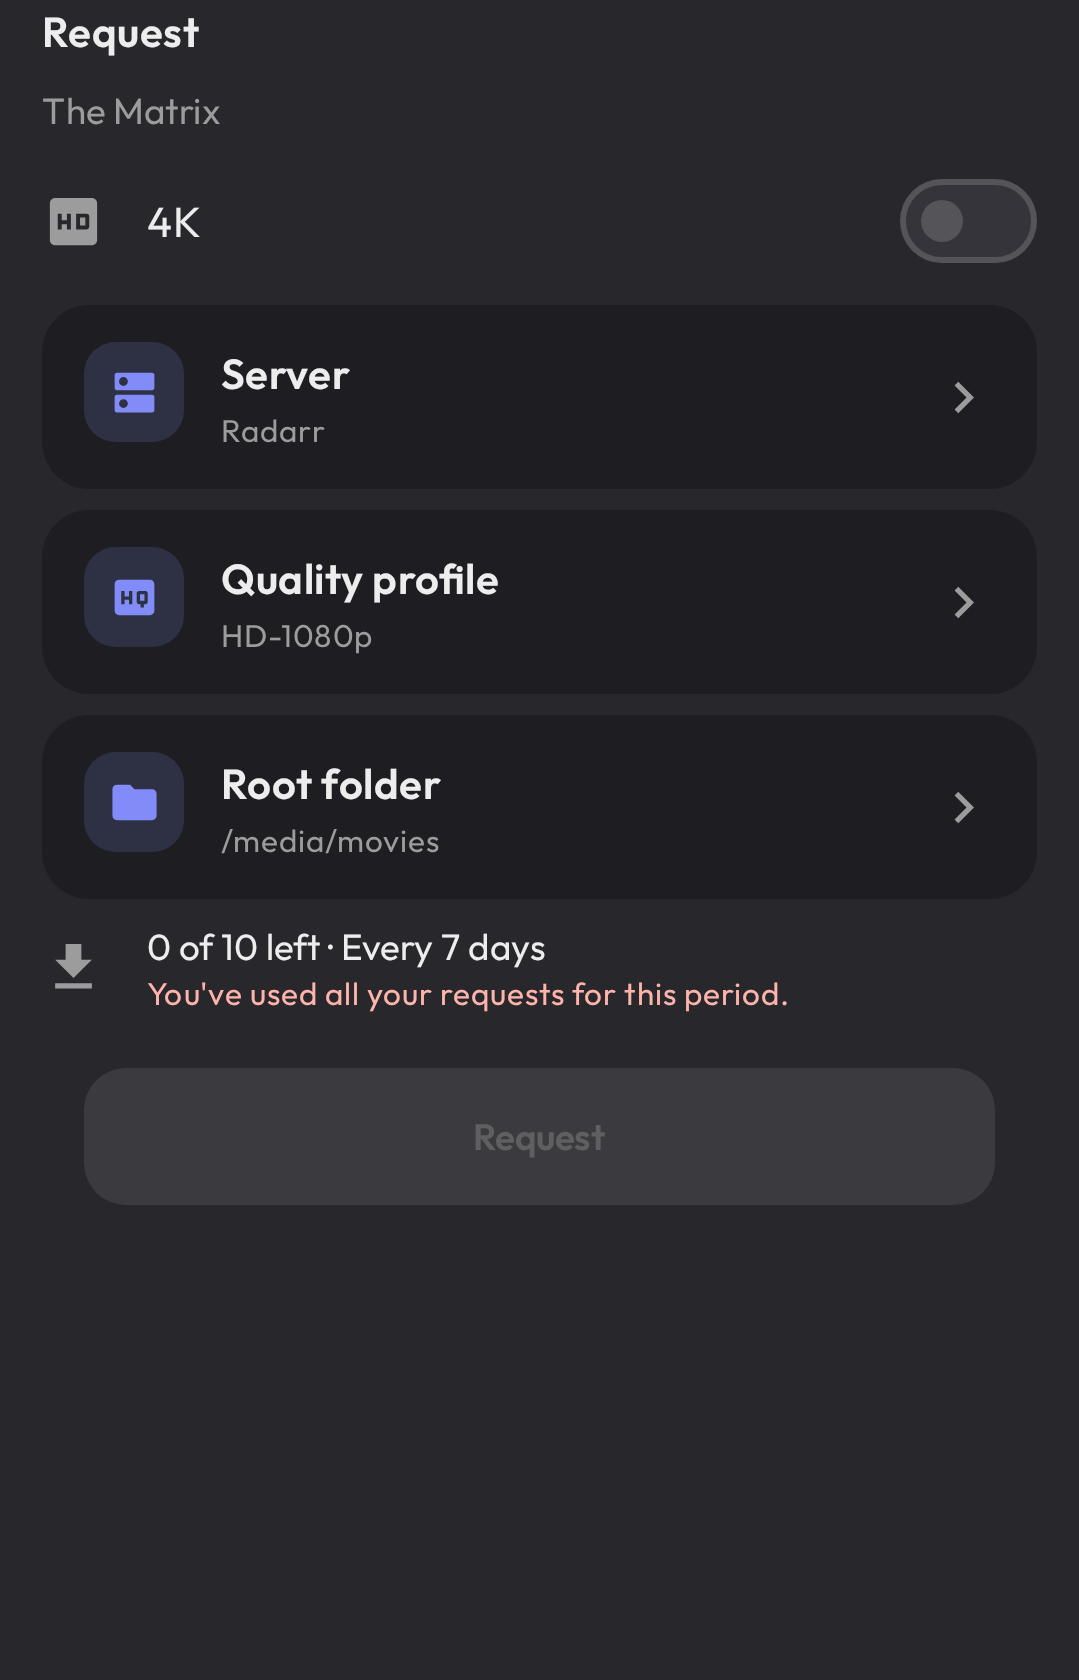 Request
The Matrix
HD 4K
Server
Radarr
HQ
Quality profile
HD-1080p
Root folder
/media/movies
0 of 10 left · Every 7 days
You've used all your requests for this period.
Request